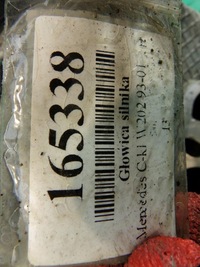 165338
Głowica silnika
Mercedes C-kl W202 93-01